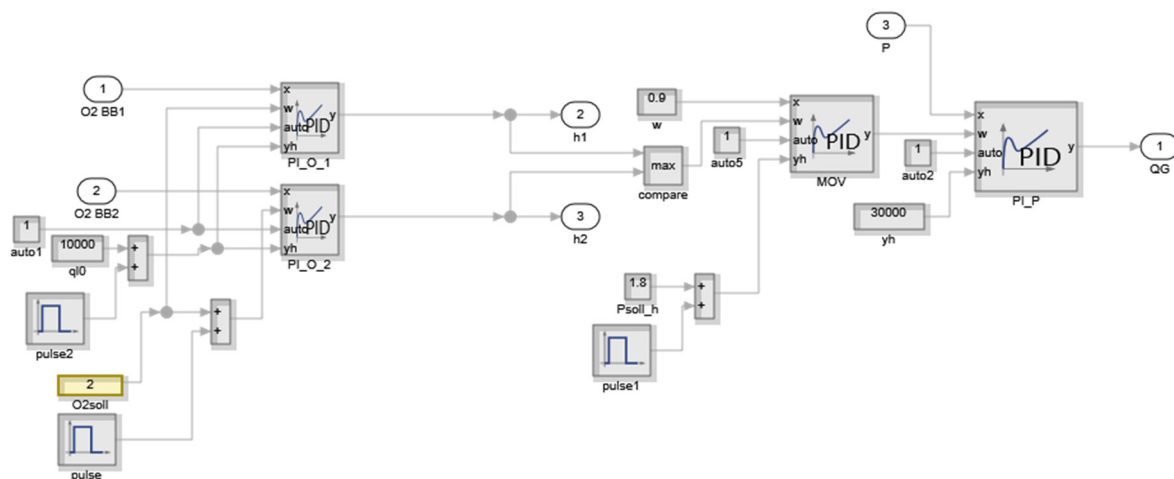 1
O2 BB1
x
w
auto
yh
PID
y
PI_O_1
2
h1
2
O2 BB2
x
w
auto
yh
PID
y
PI_O_2
3
h2
1
auto1
10000
ql0
+
+
pulse2
2
O2soll
+
+
pulse
max
compare
0.9
w
1
auto5
x
w
auto
yh
PID
y
MOV
1.8
Psoll_h
+
+
pulse1
3
P
1
auto2
30000
yh
x
w
auto
yh
PID
y
PI_P
1
QG